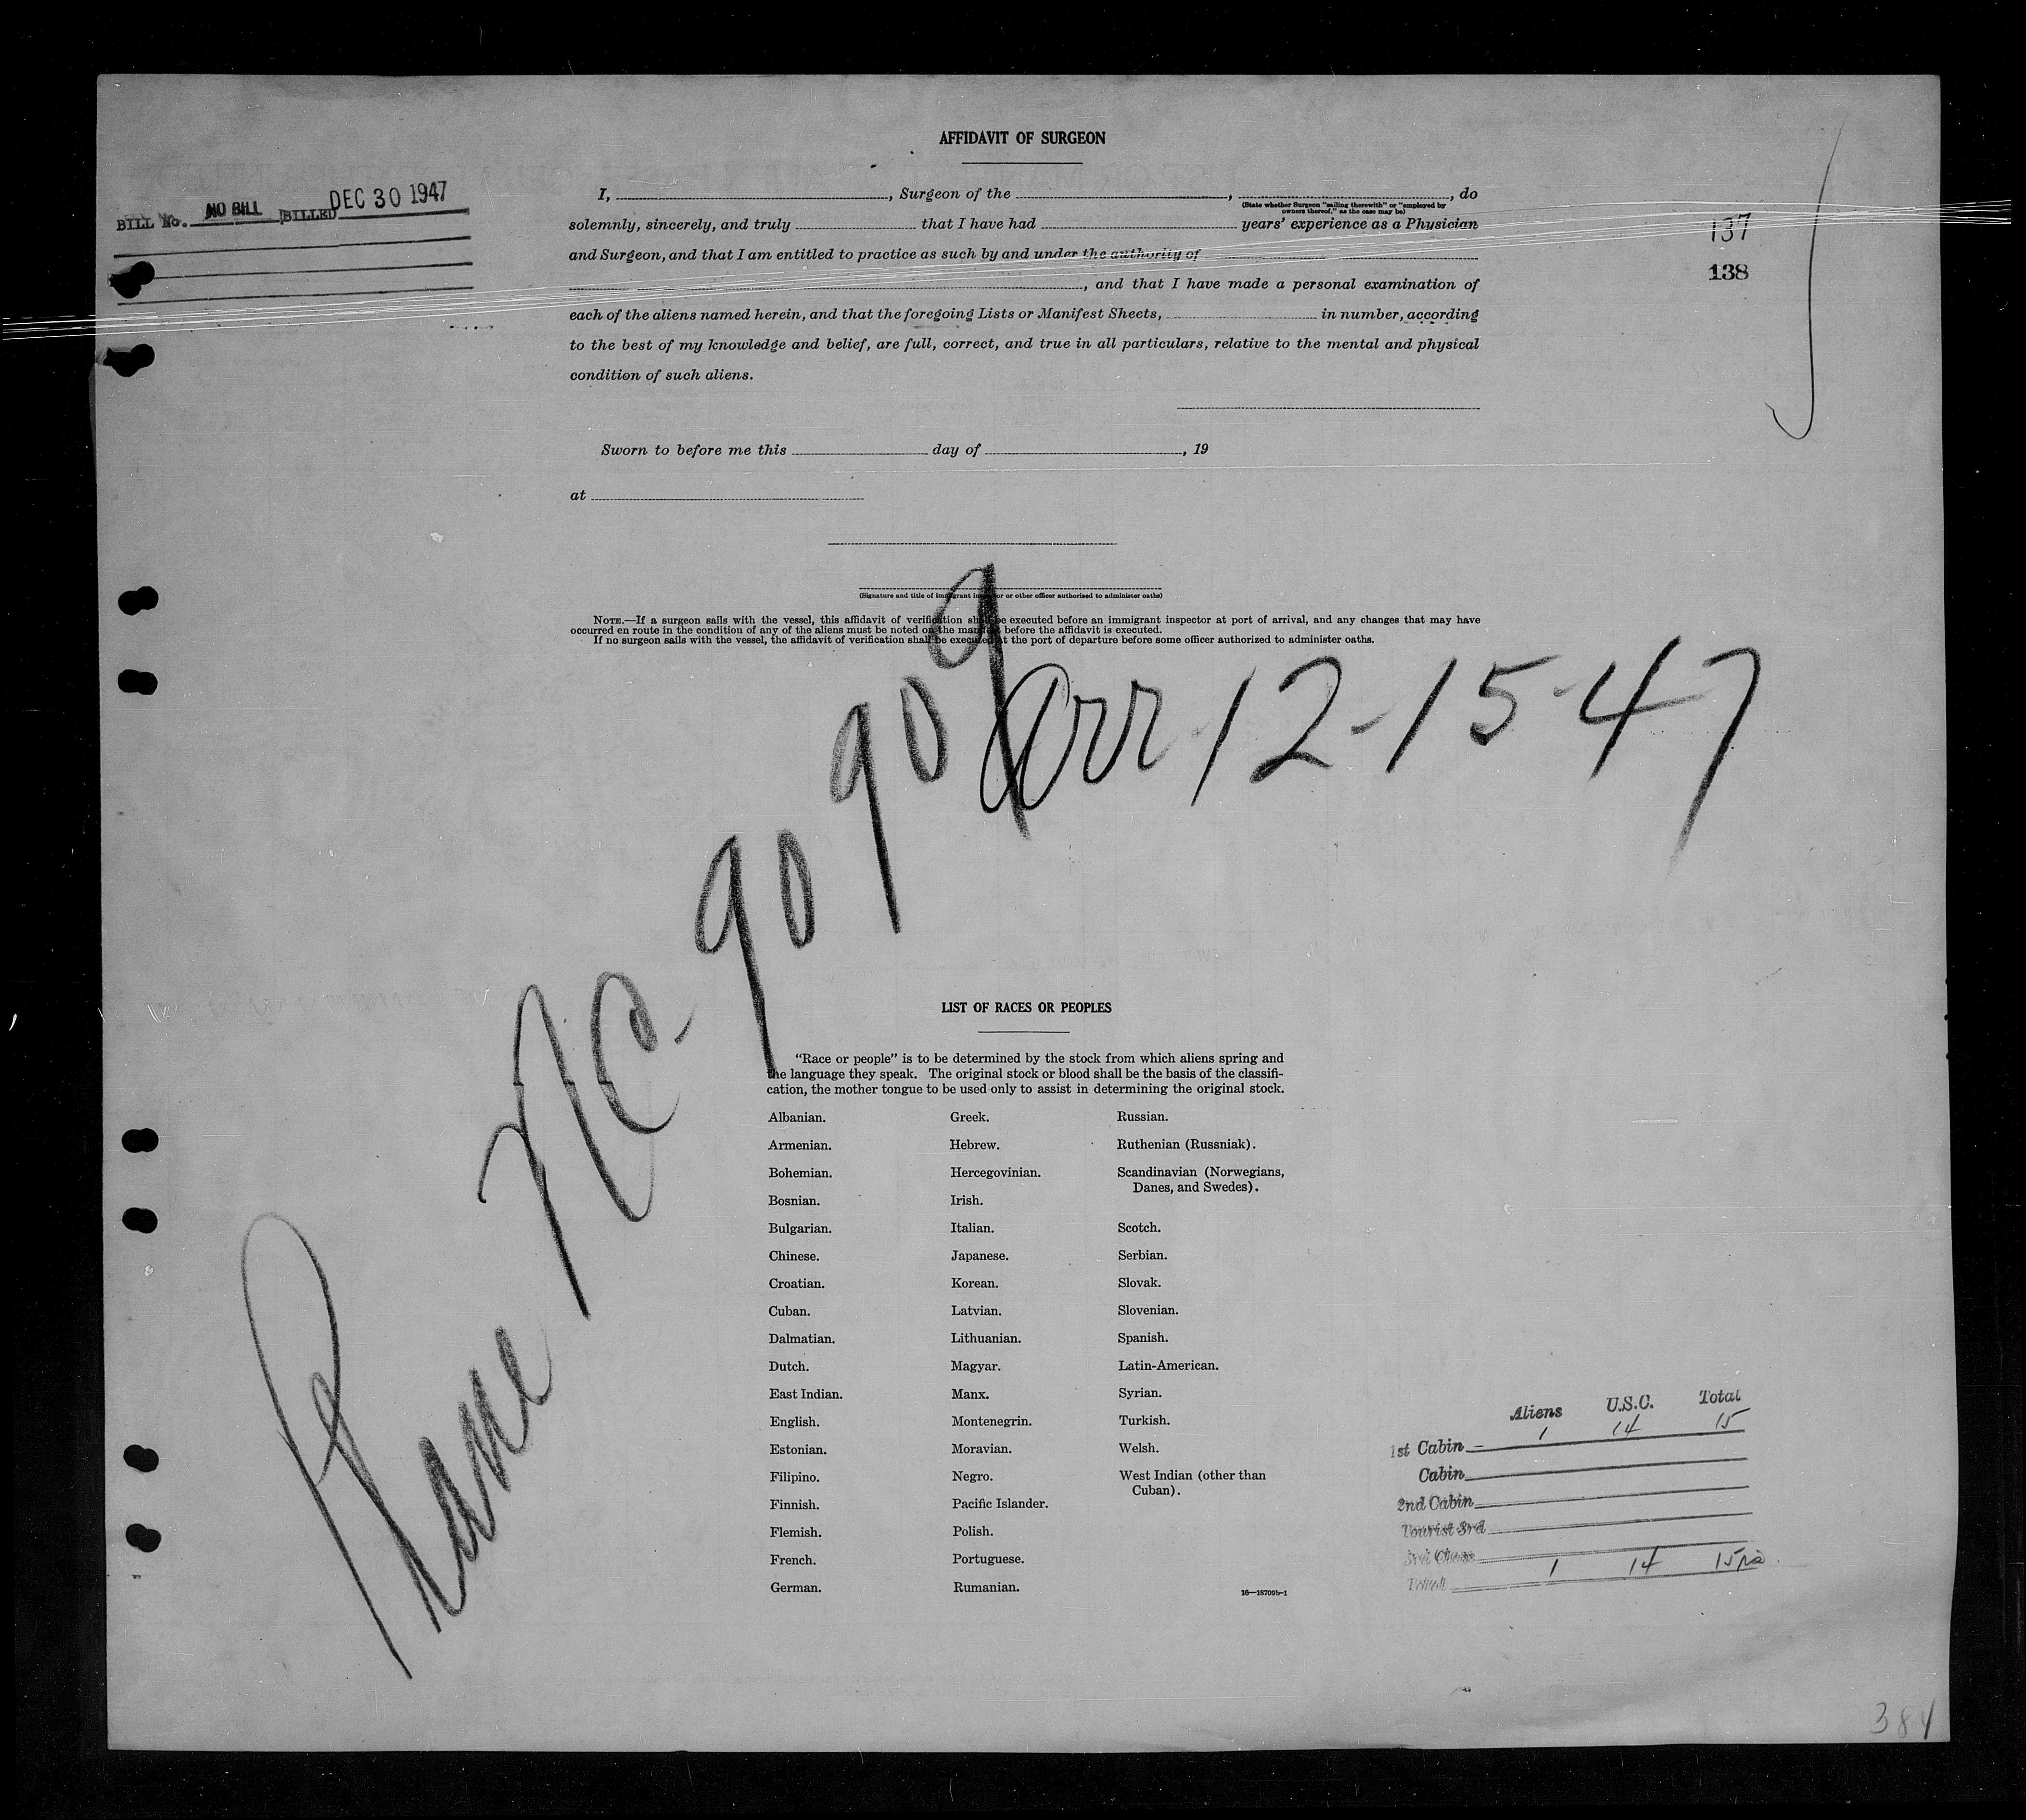 AFFIDAVIT OF SURGEON
BILL No. NO BILL BILLED DEC 30 1947
I, , Surgeon of the , , do
(State whether Surgeon "sailing therewith" or "employed by
owners thereof," as the case may be)
solemnly, sincerely, and truly that I have had years' experience as a Physician
137
and Surgeon, and that I am entitled to practice as such by and under the authority of
138
, and that I have made a personal examination of
each of the aliens named herein, and that the foregoing Lists or Manifest Sheets, in number, according
to the best of my knowledge and belief, are full, correct, and true in all particulars, relative to the mental and physical
condition of such aliens.
Sworn to before me this day of , 19
at
(Signature and title of immigrant inspector or other officer authorized to administer oaths)
NOTE.—If a surgeon sails with the vessel, this affidavit of verification shall be executed before an immigrant inspector at port of arrival, and any changes that may have
occurred en route in the condition of any of the aliens must be noted on the manifest before the affidavit is executed.
If no surgeon sails with the vessel, the affidavit of verification shall be executed at the port of departure before some officer authorized to administer oaths.
Plane NC-90909
Arr 12-15-47
LIST OF RACES OR PEOPLES
"Race or people" is to be determined by the stock from which aliens spring and
the language they speak. The original stock or blood shall be the basis of the classifi-
cation, the mother tongue to be used only to assist in determining the original stock.
Albanian.
Armenian.
Bohemian.
Bosnian.
Bulgarian.
Chinese.
Croatian.
Cuban.
Dalmatian.
Dutch.
East Indian.
English.
Estonian.
Filipino.
Finnish.
Flemish.
French.
German.
Greek.
Hebrew.
Hercegovinian.
Irish.
Italian.
Japanese.
Korean.
Latvian.
Lithuanian.
Magyar.
Manx.
Montenegrin.
Moravian.
Negro.
Pacific Islander.
Polish.
Portuguese.
Rumanian.
Russian.
Ruthenian (Russniak).
Scandinavian (Norwegians,
Danes, and Swedes).
Scotch.
Serbian.
Slovak.
Slovenian.
Spanish.
Latin-American.
Syrian.
Turkish.
Welsh.
West Indian (other than
Cuban).
16—18709b-1
Aliens U.S.C. Total
1st Cabin 1 14 15
Cabin
2nd Cabin
Tourist 3rd
3rd Class
1 14 15
384